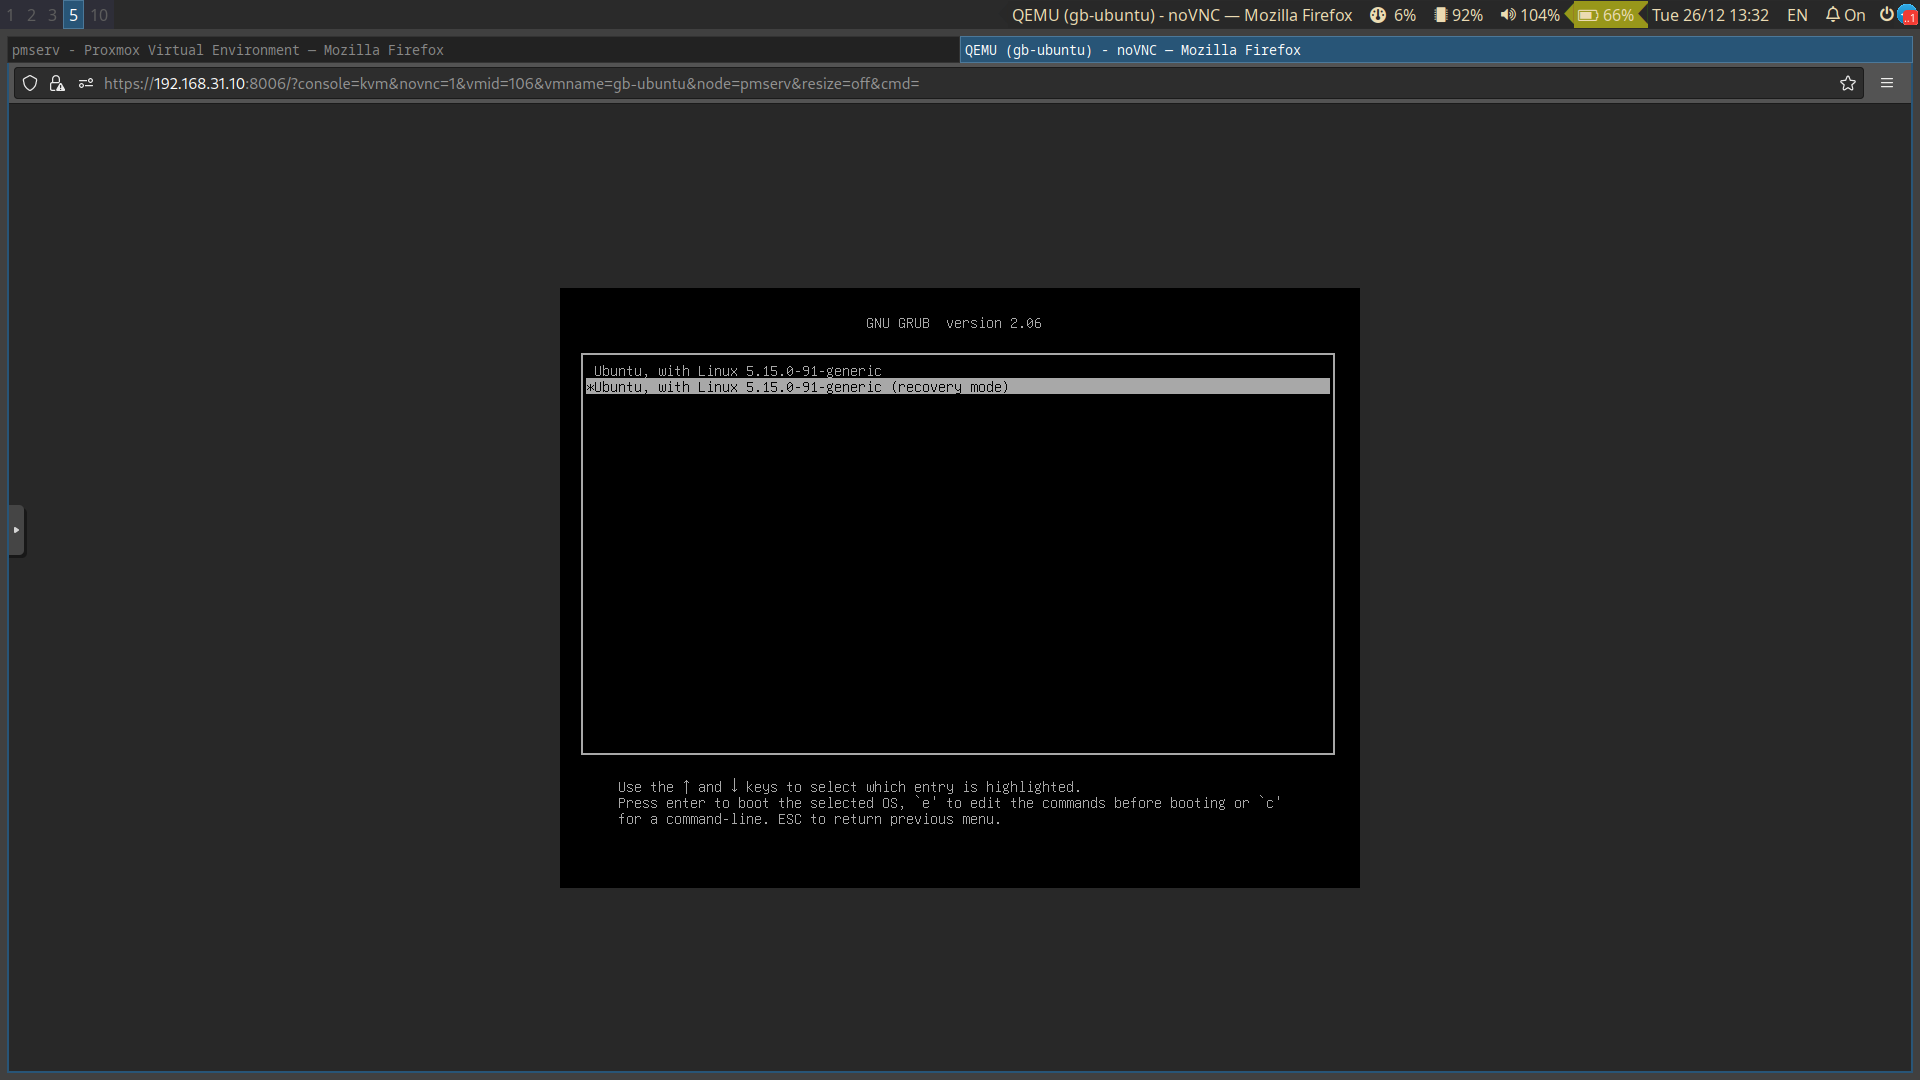 1 2 3 5 10
QEMU (gb-ubuntu) - noVNC — Mozilla Firefox 6% 92% 104% 66% Tue 26/12 13:32 EN On
pmserv - Proxmox Virtual Environment — Mozilla Firefox
QEMU (gb-ubuntu) - noVNC — Mozilla Firefox
https://192.168.31.10:8006/?console=kvm&novnc=1&vmid=106&vmname=gb-ubuntu&node=pmserv&resize=off&cmd=
GNU GRUB  version 2.06
Ubuntu, with Linux 5.15.0-91-generic
*Ubuntu, with Linux 5.15.0-91-generic (recovery mode)
Use the ↑ and ↓ keys to select which entry is highlighted.
Press enter to boot the selected OS, `e' to edit the commands before booting or `c'
for a command-line. ESC to return previous menu.